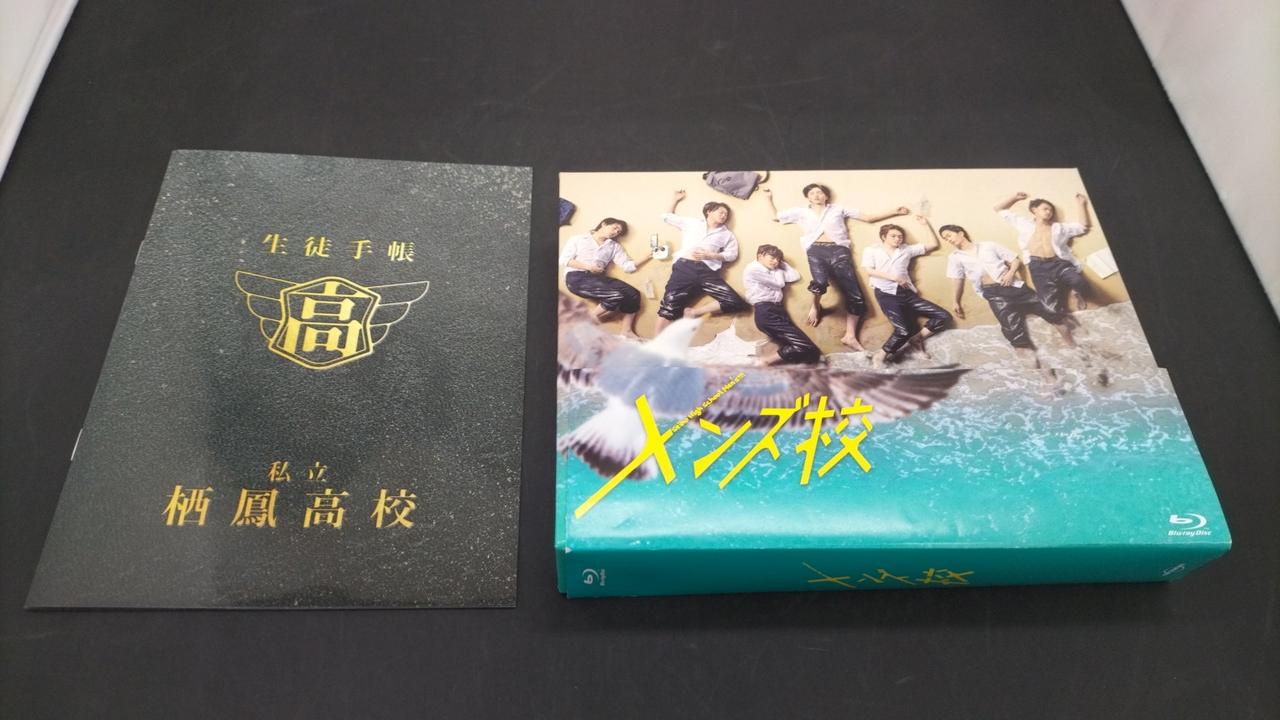 生徒手帳
高
私立
栖鳳高校
メンズ校
Blu-ray Disc
メンズ校